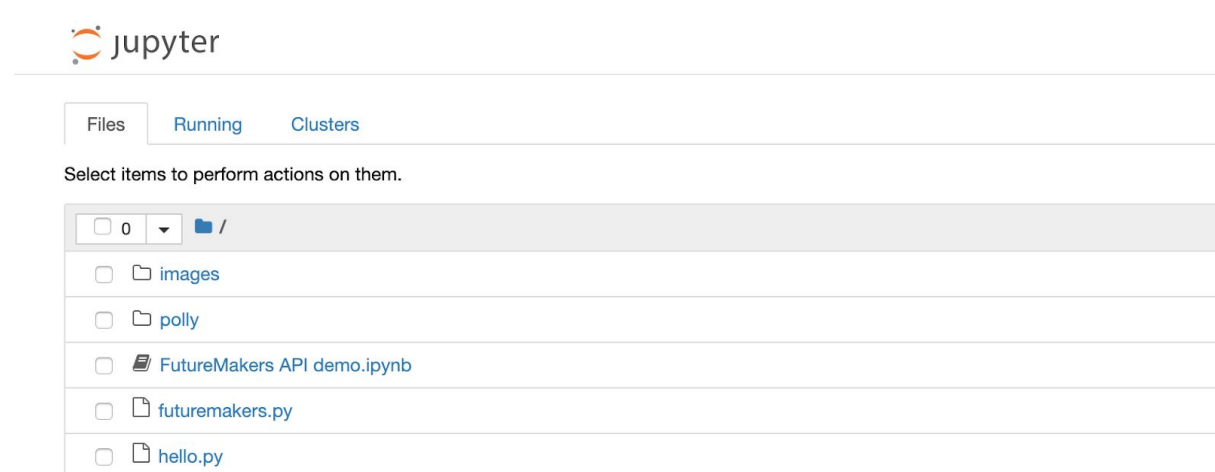 jupyter
Files Running Clusters
Select items to perform actions on them.
0 /
images
polly
FutureMakers API demo.ipynb
futuremakers.py
hello.py